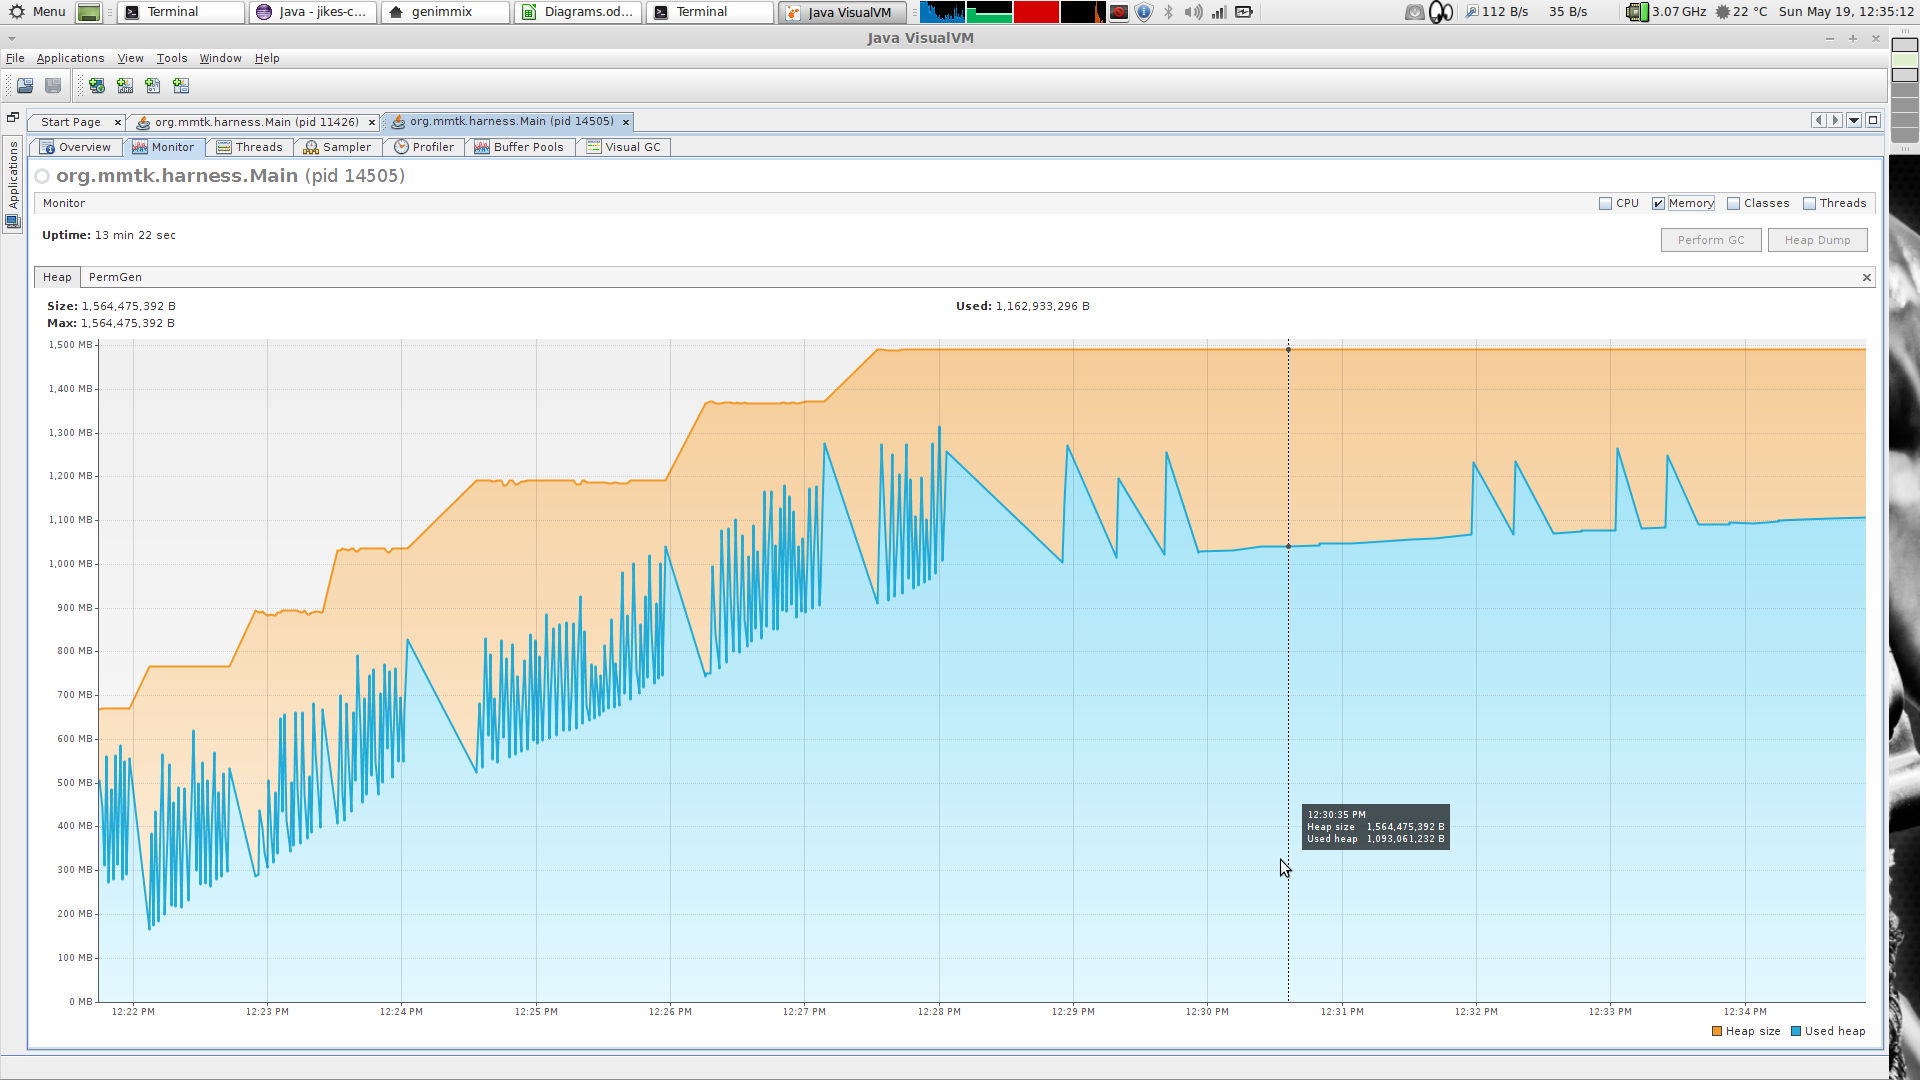 Menu Terminal Java - jikes-c... genimmix Diagrams.od... Terminal Java VisualVM 112 B/s 35 B/s 3.07 GHz 22 °C Sun May 19, 12:35:12
Java VisualVM
File Applications View Tools Window Help
Start Page org.mmtk.harness.Main (pid 11426) org.mmtk.harness.Main (pid 14505)
Applications
Overview Monitor Threads Sampler Profiler Buffer Pools Visual GC
org.mmtk.harness.Main (pid 14505)
Monitor CPU Memory Classes Threads
Uptime: 13 min 22 sec
Perform GC Heap Dump
Heap PermGen
Size: 1,564,475,392 B Used: 1,162,933,296 B
Max: 1,564,475,392 B
1,500 MB
1,400 MB
1,300 MB
1,200 MB
1,100 MB
1,000 MB
900 MB
800 MB
700 MB
600 MB
500 MB
400 MB
300 MB
200 MB
100 MB
0 MB
12:30:35 PM
Heap size 1,564,475,392 B
Used heap 1,093,061,232 B
12:22 PM 12:23 PM 12:24 PM 12:25 PM 12:26 PM 12:27 PM 12:28 PM 12:29 PM 12:30 PM 12:31 PM 12:32 PM 12:33 PM 12:34 PM
Heap size Used heap